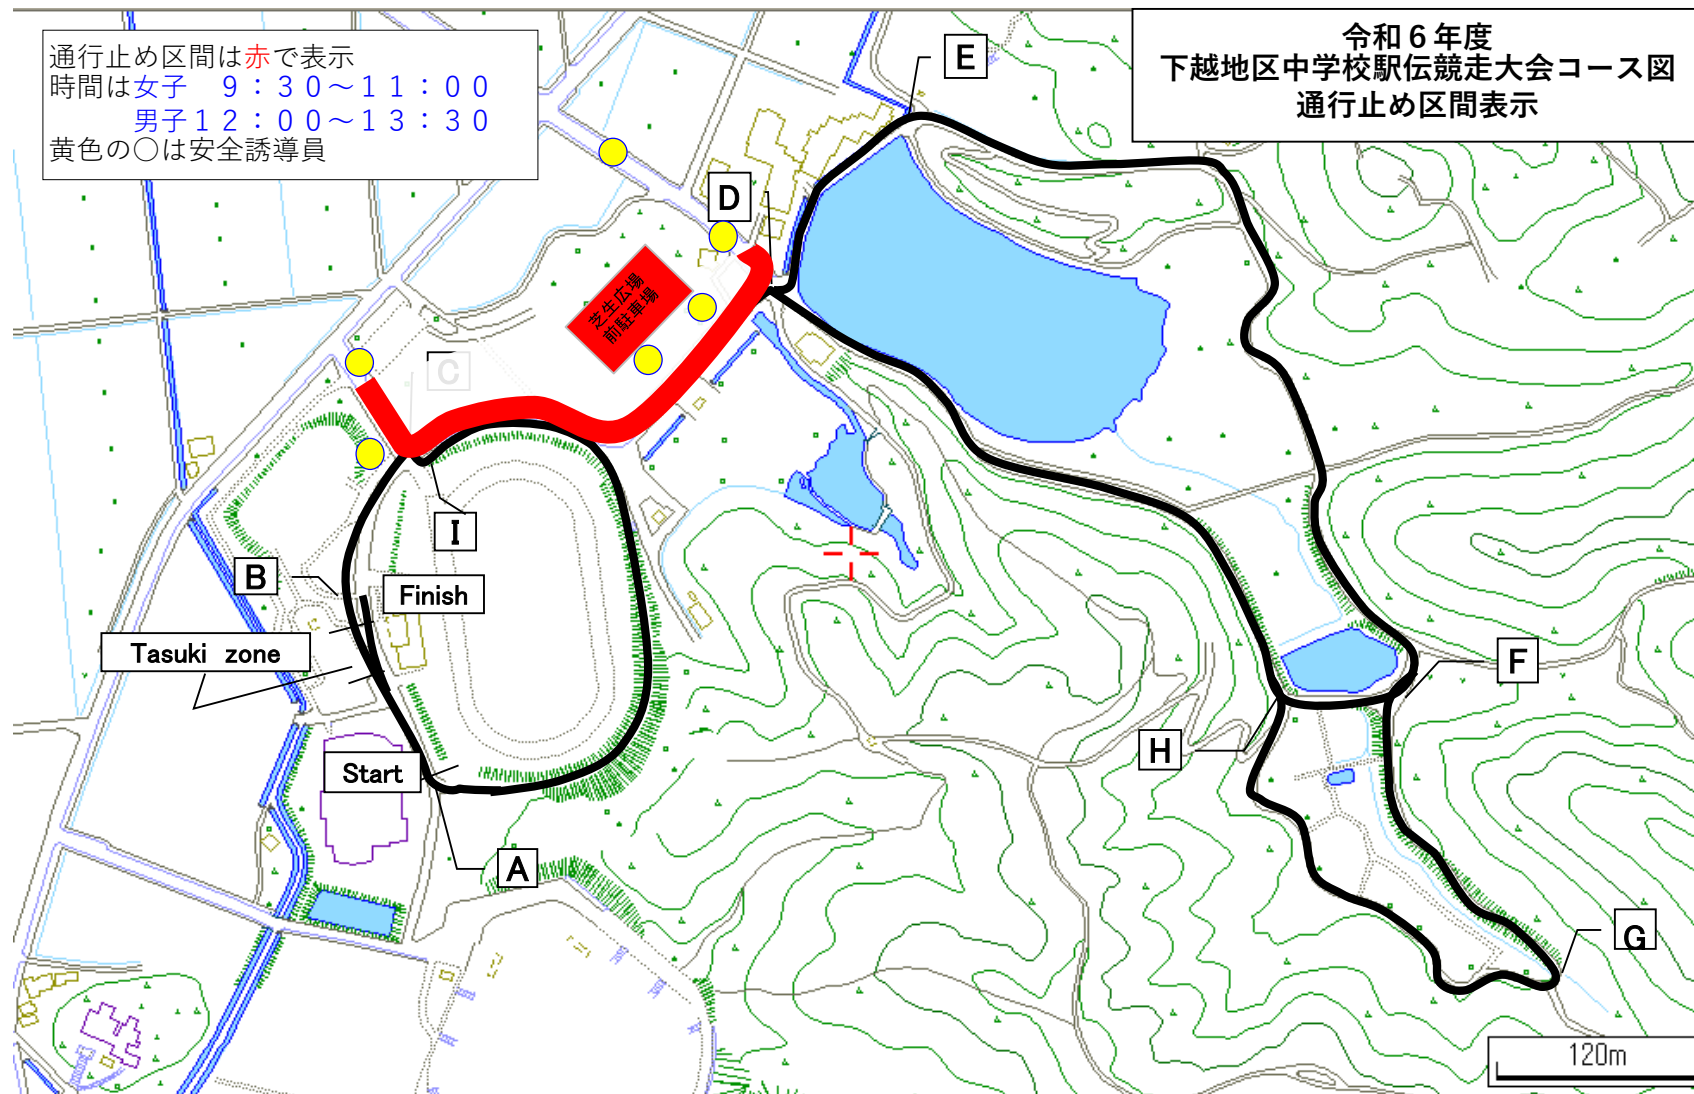 通行止め区間は赤で表示
時間は女子　９：３０～１１：００
男子１２：００～１３：３０
黄色の○は安全誘導員
令和６年度
下越地区中学校駅伝競走大会コース図
通行止め区間表示
E
D
芝生広場
前駐車場
C
I
B
Finish
Tasuki zone
Start
A
F
H
G
120m